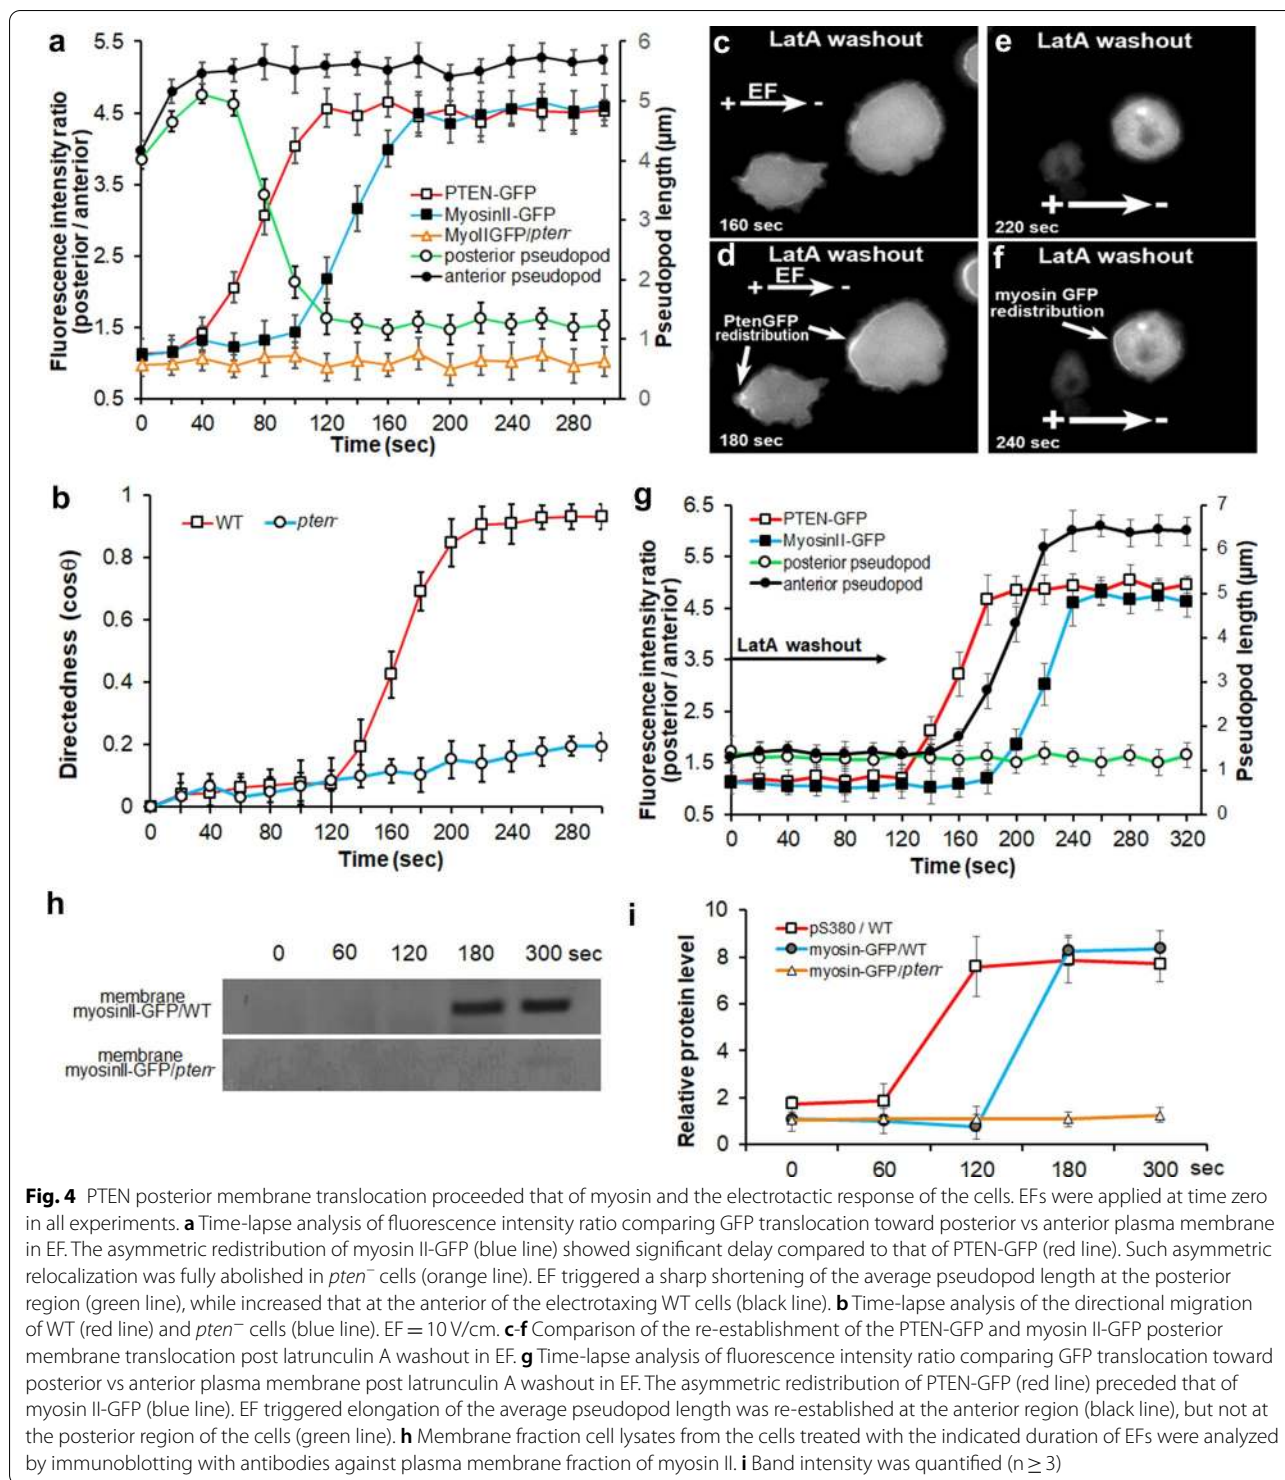 a
5.5
4.5
3.5
2.5
1.5
0.5
Fluorescence intensity ratio
(posterior / anterior)
6
5
4
3
2
1
0
Pseudopod length (µm)
PTEN-GFP
MyosinII-GFP
MyoIIGFP/pten-
posterior pseudopod
anterior pseudopod
0 40 80 120 160 200 240 280
Time (sec)
c
LatA washout
EF
+ -
160 sec
e
LatA washout
+ -
220 sec
d
LatA washout
EF
+ -
PtenGFP
redistribution
180 sec
f
LatA washout
myosin GFP
redistribution
+ -
240 sec
b
1
0.8
0.6
0.4
0.2
0
Directedness (cosθ)
WT pten-
0 40 80 120 160 200 240 280
Time (sec)
g
6.5
5.5
4.5
3.5
2.5
1.5
0.5
Fluorescence intensity ratio
(posterior / anterior)
7
6
5
4
3
2
1
0
Pseudopod length (µm)
PTEN-GFP
MyosinII-GFP
posterior pseudopod
anterior pseudopod
LatA washout
0 40 80 120 160 200 240 280 320
Time (sec)
h
0 60 120 180 300 sec
membrane
myosinII-GFP/WT
membrane
myosinII-GFP/pten-
i
10
8
6
4
2
0
Relative protein level
pS380 / WT
myosin-GFP/WT
myosin-GFP/pten-
0 60 120 180 300 sec
Fig. 4 PTEN posterior membrane translocation proceeded that of myosin and the electrotactic response of the cells. EFs were applied at time zero
in all experiments. a Time-lapse analysis of fluorescence intensity ratio comparing GFP translocation toward posterior vs anterior plasma membrane
in EF. The asymmetric redistribution of myosin II-GFP (blue line) showed significant delay compared to that of PTEN-GFP (red line). Such asymmetric
relocalization was fully abolished in pten− cells (orange line). EF triggered a sharp shortening of the average pseudopod length at the posterior
region (green line), while increased that at the anterior of the electrotaxing WT cells (black line). b Time-lapse analysis of the directional migration
of WT (red line) and pten− cells (blue line). EF = 10 V/cm. c-f Comparison of the re-establishment of the PTEN-GFP and myosin II-GFP posterior
membrane translocation post latrunculin A washout in EF. g Time-lapse analysis of fluorescence intensity ratio comparing GFP translocation toward
posterior vs anterior plasma membrane post latrunculin A washout in EF. The asymmetric redistribution of PTEN-GFP (red line) preceded that of
myosin II-GFP (blue line). EF triggered elongation of the average pseudopod length was re-established at the anterior region (black line), but not at
the posterior region of the cells (green line). h Membrane fraction cell lysates from the cells treated with the indicated duration of EFs were analyzed
by immunoblotting with antibodies against plasma membrane fraction of myosin II. i Band intensity was quantified (n ≥ 3)